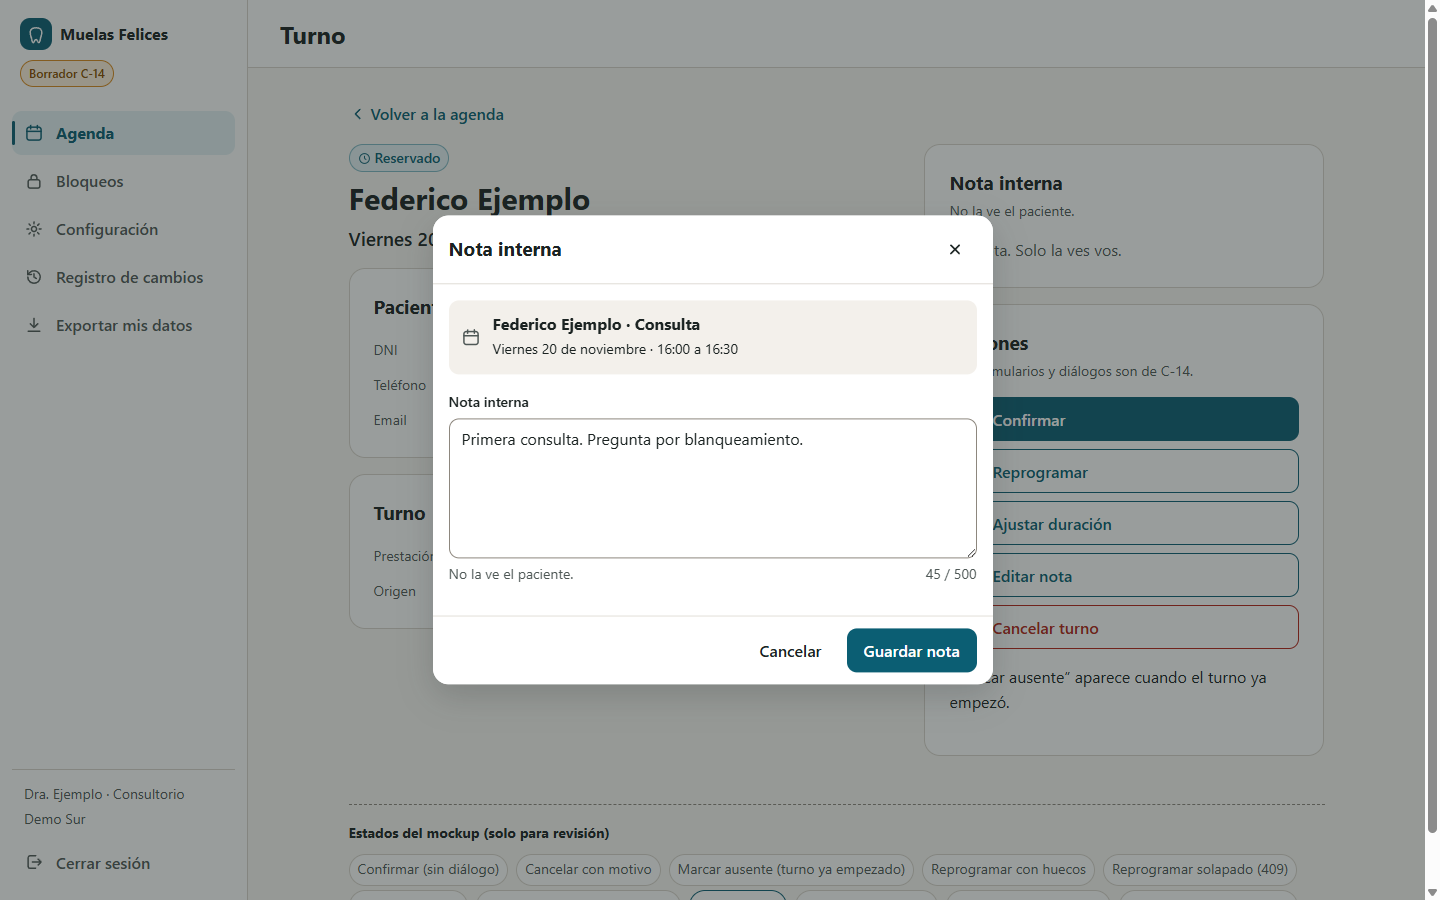 Muelas Felices
Borrador C-14
Agenda
Bloqueos
Configuración
Registro de cambios
Exportar mis datos
Dra. Ejemplo · Consultorio
Demo Sur
Cerrar sesión
Turno
Volver a la agenda
Reservado
Federico Ejemplo
Viernes 20
Pacien
DNI
Teléfono
Email
Turno
Prestación
Origen
Nota interna
No la ve el paciente.
ta. Solo la ves vos.
ones
mularios y diálogos son de C-14.
Confirmar
Reprogramar
Ajustar duración
Editar nota
Cancelar turno
ar ausente” aparece cuando el turno ya
empezó.
Nota interna
Federico Ejemplo · Consulta
Viernes 20 de noviembre · 16:00 a 16:30
Nota interna
Primera consulta. Pregunta por blanqueamiento.
No la ve el paciente.
45 / 500
Cancelar
Guardar nota
Estados del mockup (solo para revisión)
Confirmar (sin diálogo)
Cancelar con motivo
Marcar ausente (turno ya empezado)
Reprogramar con huecos
Reprogramar solapado (409)